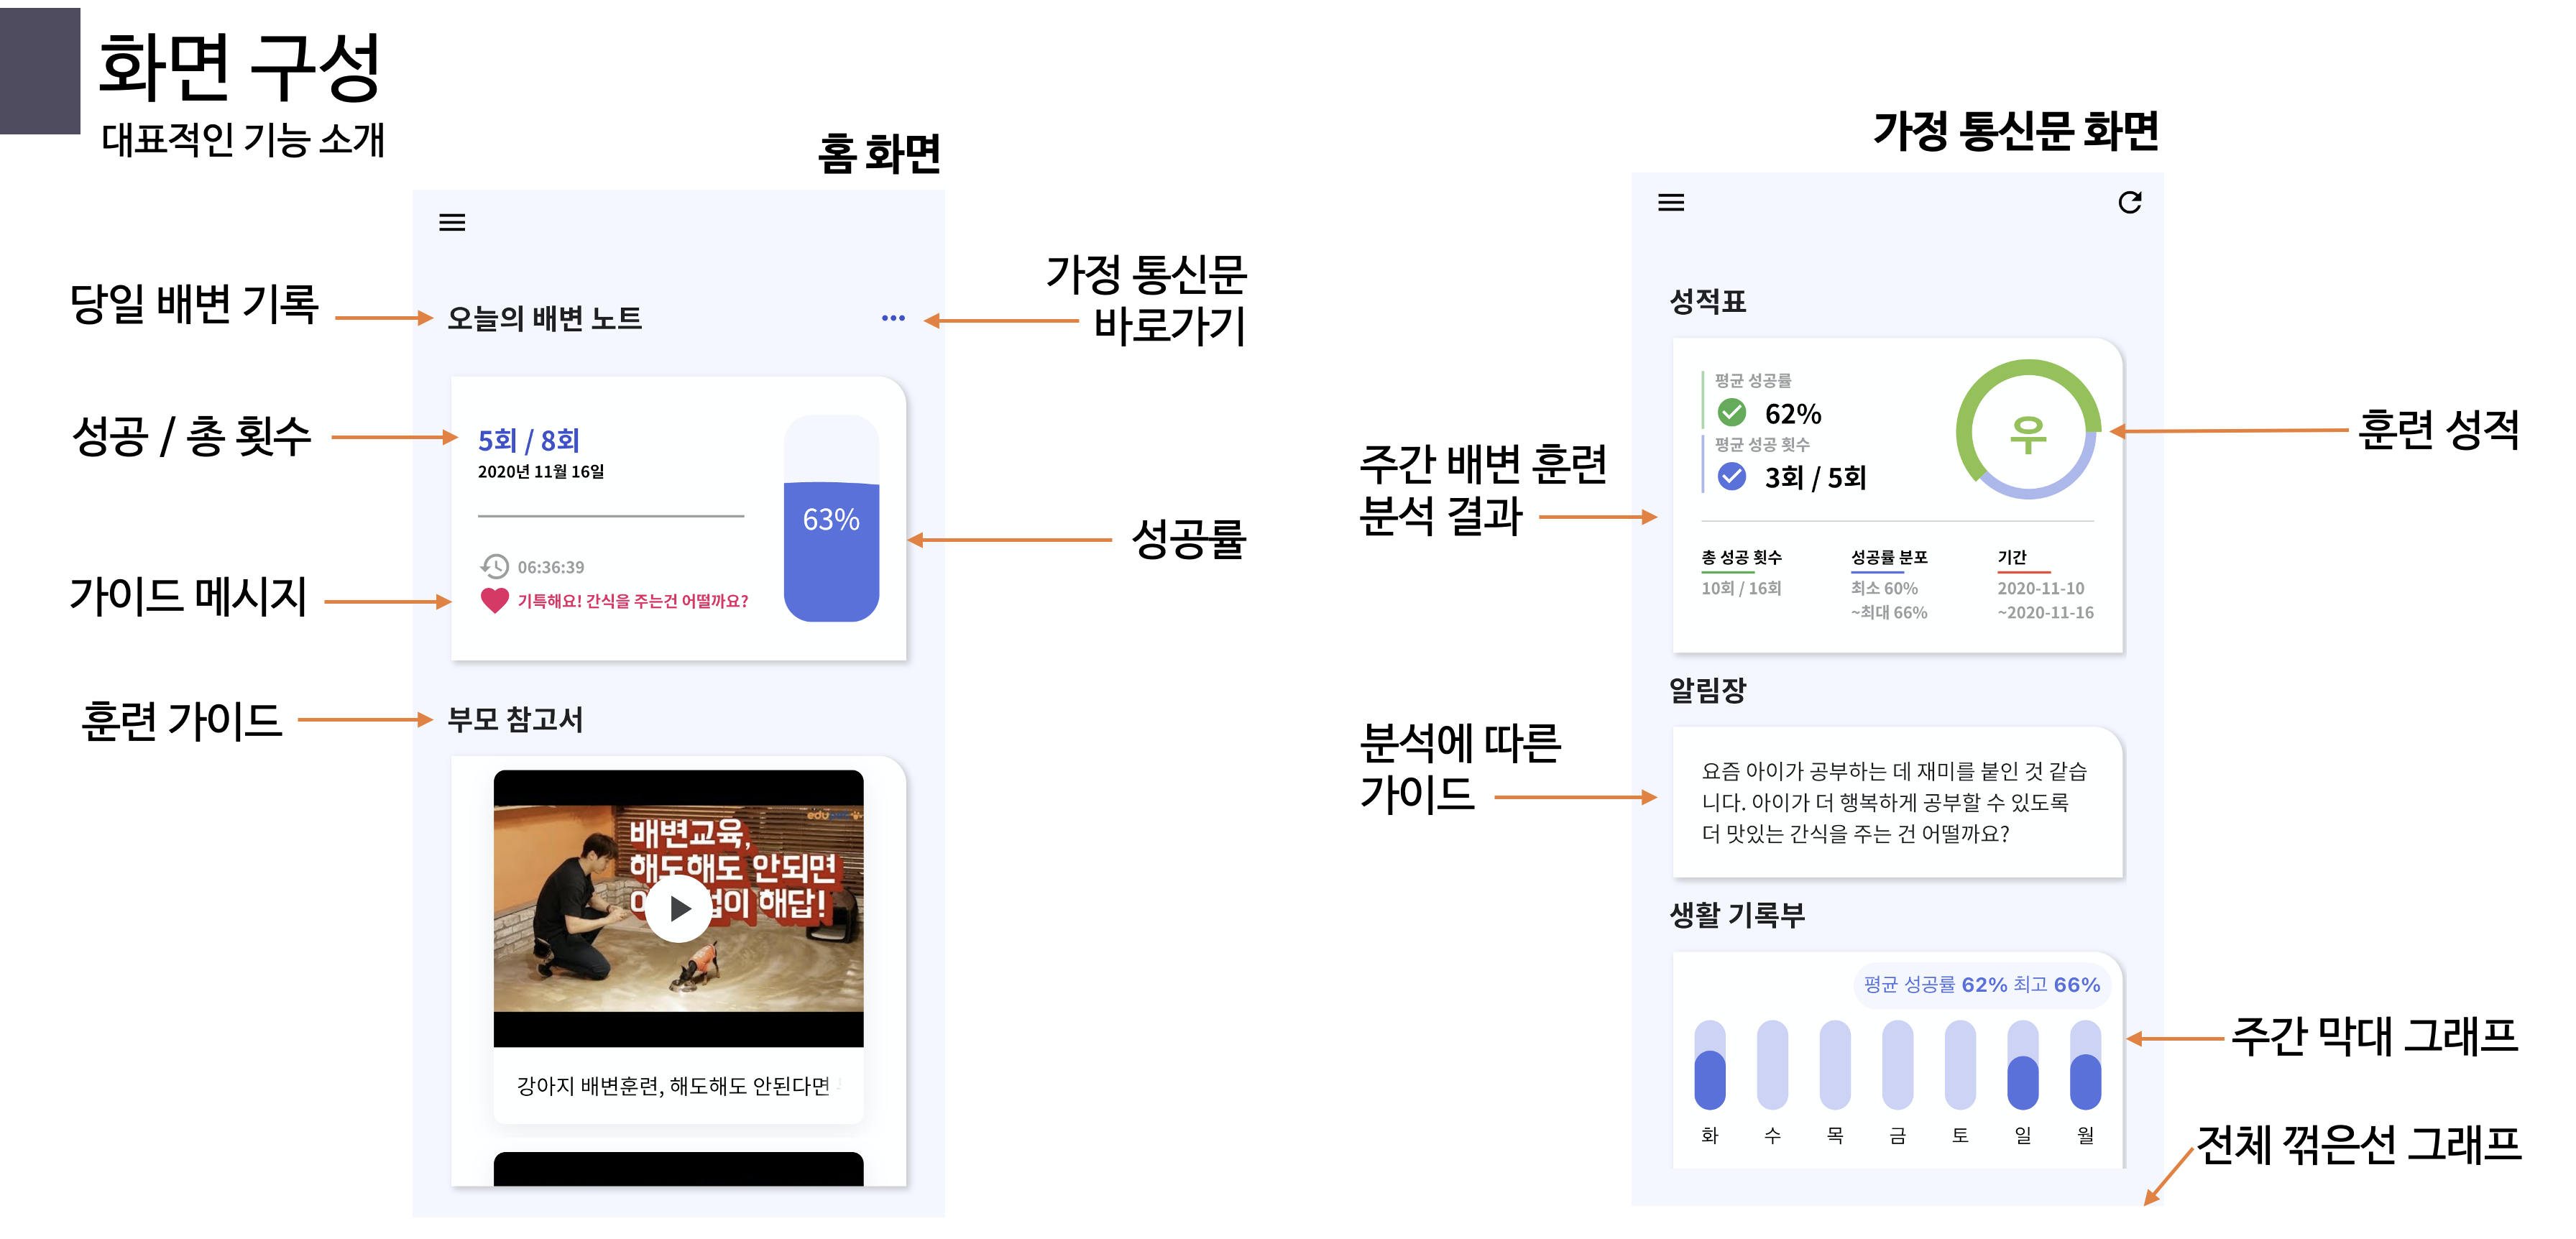 화면 구성
대표적인 기능 소개
홈 화면
당일 배변 기록
오늘의 배변 노트
가정 통신문
바로가기
성공 / 총 횟수
5회 / 8회
2020년 11월 16일
63%
성공률
06:36:39
가이드 메시지
기특해요! 간식을 주는건 어떨까요?
훈련 가이드
부모 참고서
배변교육,
해도해도 안되면
이 해답!
강아지 배변훈련, 해도해도 안된다면
가정 통신문 화면
성적표
평균 성공률
62%
평균 성공 횟수
3회 / 5회
우
훈련 성적
주간 배변 훈련
분석 결과
총 성공 횟수
10회 / 16회
성공률 분포
최소 60%
~최대 66%
기간
2020-11-10
~2020-11-16
알림장
분석에 따른
가이드
요즘 아이가 공부하는 데 재미를 붙인 것 같습
니다. 아이가 더 행복하게 공부할 수 있도록
더 맛있는 간식을 주는 건 어떨까요?
생활 기록부
평균 성공률 62% 최고 66%
화 수 목 금 토 일 월
주간 막대 그래프
전체 꺾은선 그래프